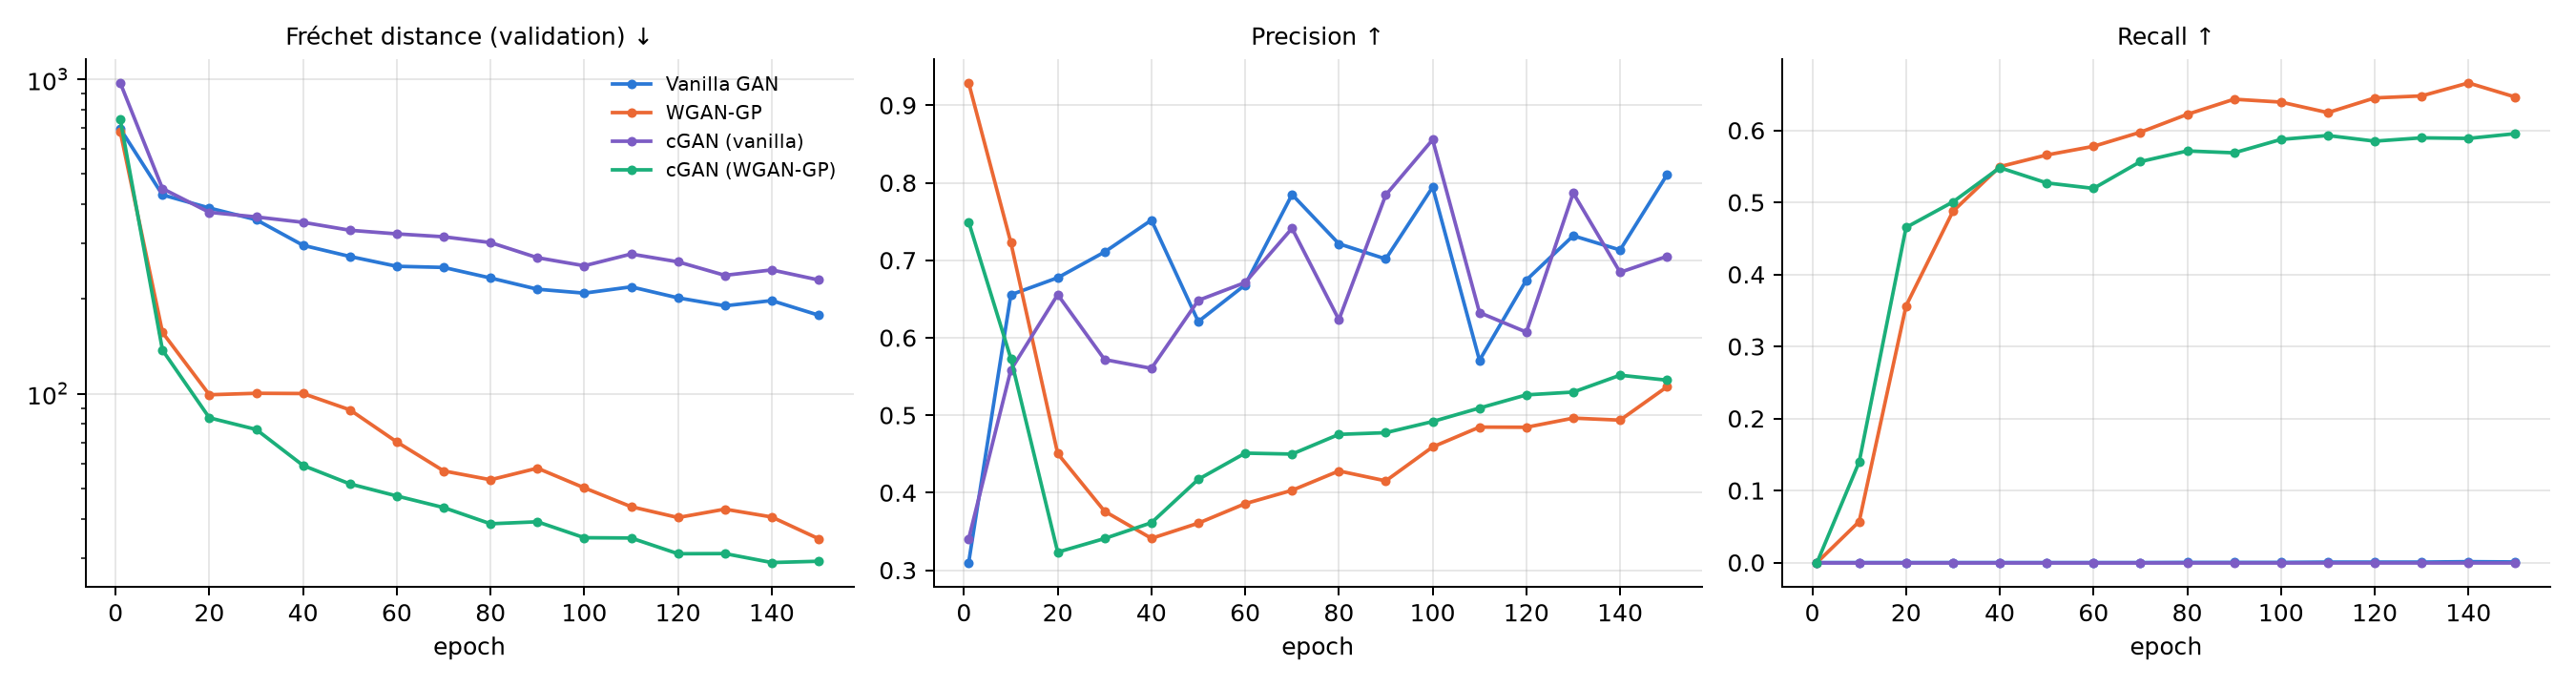 Fréchet distance (validation) ↓
10³
10²
0 20 40 60 80 100 120 140
epoch
Vanilla GAN
WGAN-GP
cGAN (vanilla)
cGAN (WGAN-GP)
Precision ↑
0.9
0.8
0.7
0.6
0.5
0.4
0.3
0 20 40 60 80 100 120 140
epoch
Recall ↑
0.6
0.5
0.4
0.3
0.2
0.1
0.0
0 20 40 60 80 100 120 140
epoch